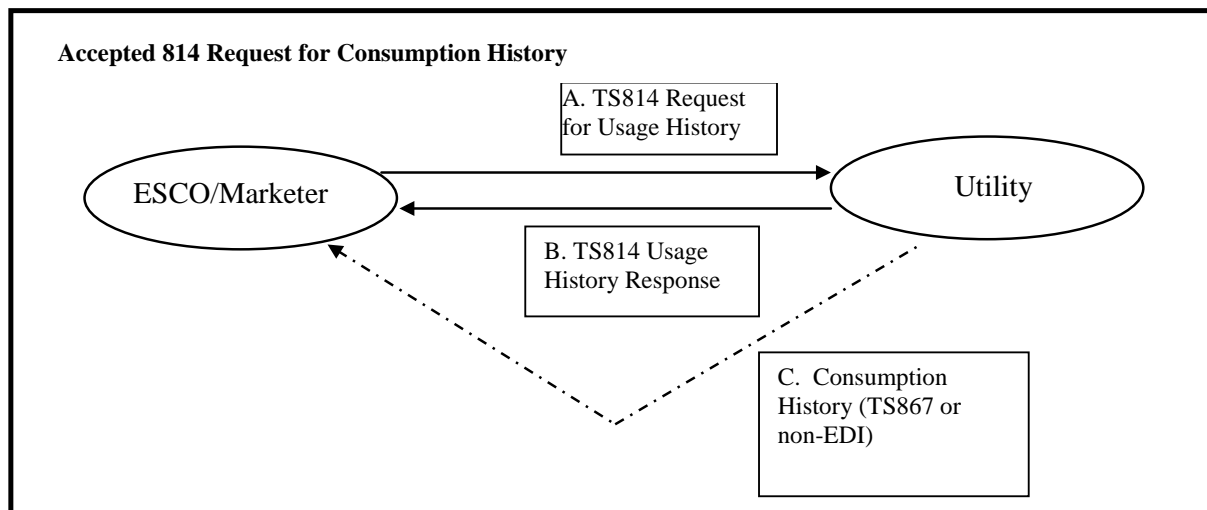 Accepted 814 Request for Consumption History
A. TS814 Request
for Usage History
ESCO/Marketer
Utility
B. TS814 Usage
History Response
C. Consumption
History (TS867 or
non-EDI)